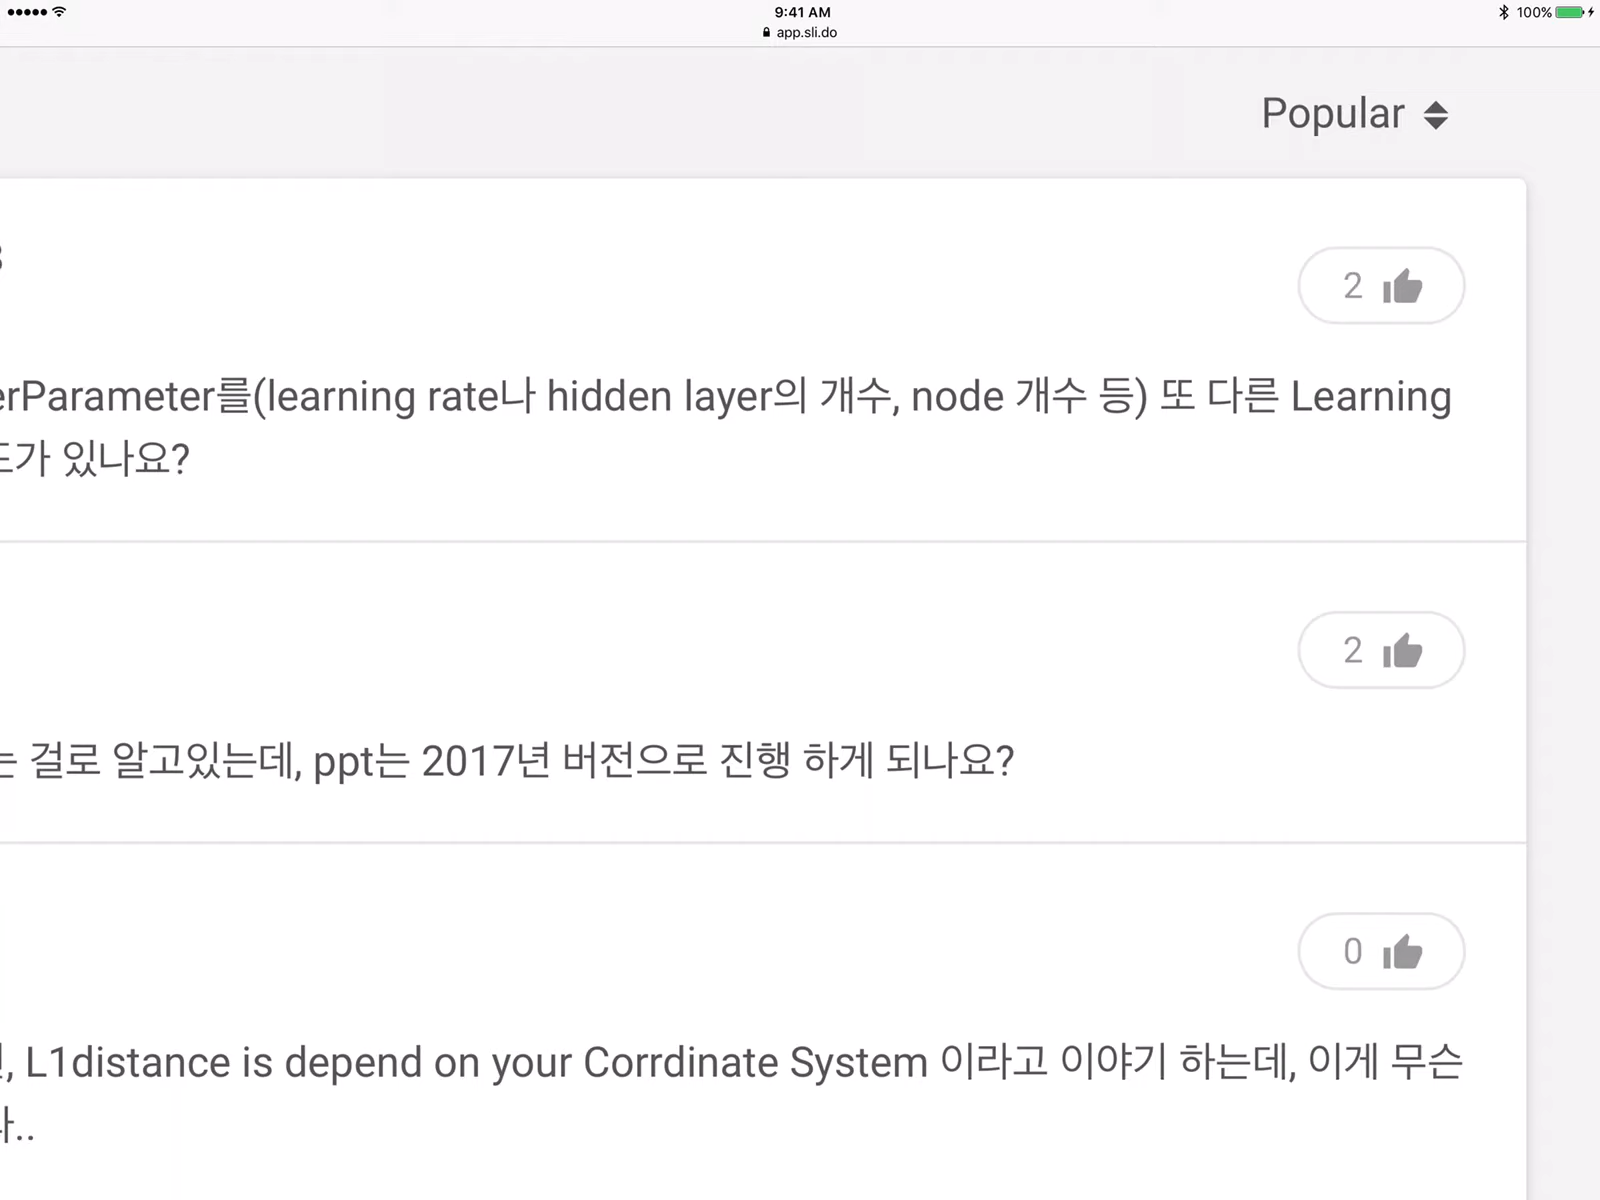 9:41 AM
100%
app.sli.do
Popular
2
erParameter를(learning rate나 hidden layer의 개수, node 개수 등) 또 다른 Learning
있나요?
2
는 걸로 알고있는데, ppt는 2017년 버전으로 진행 하게 되나요?
0
, L1distance is depend on your Corrdinate System 이라고 이야기 하는데, 이게 무슨